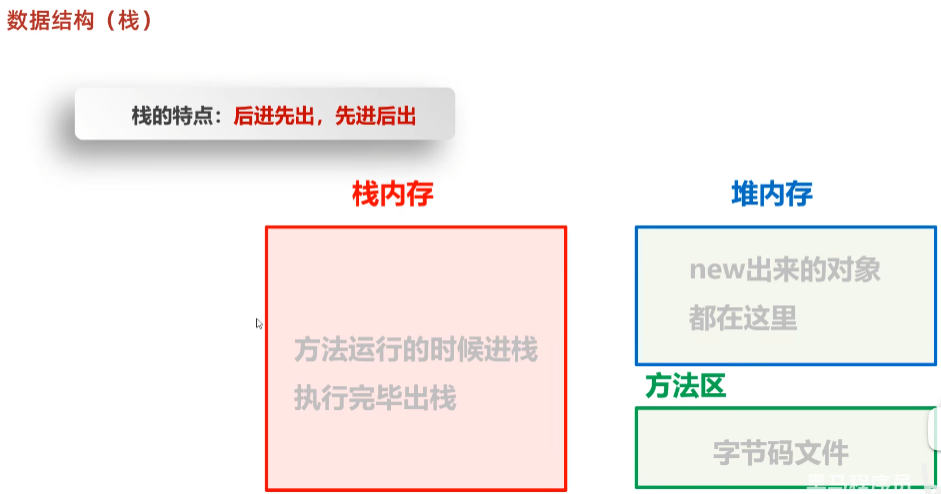 数据结构（栈）
栈的特点：后进先出，先进后出
栈内存
堆内存
方法运行的时候进栈
执行完毕出栈
new出来的对象
都在这里
方法区
字节码文件